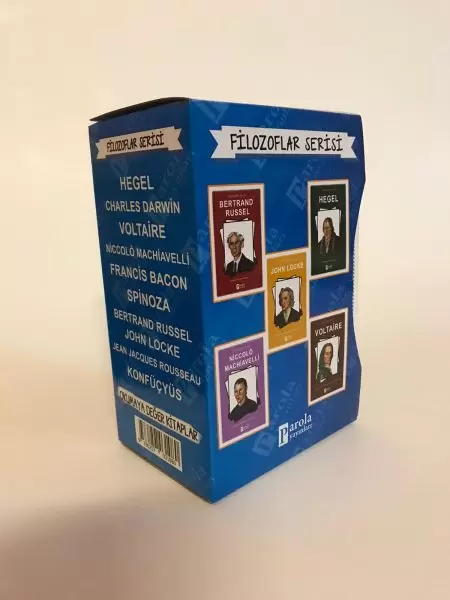 FİLOZOFLAR SERİSİ
HEGEL
CHARLES DARWİN
VOLTAİRE
NİCCOLÒ MACHİAVELLİ
FRANCİS BACON
SPİNOZA
BERTRAND RUSSEL
JOHN LOCKE
JEAN JACQUES ROUSSEAU
KONFÜÇYÜS
OKUMAYA DEĞER KİTAPLAR
FİLOZOFLAR SERİSİ
BERTRAND
RUSSEL
HEGEL
JOHN LOCKE
NİCCOLÒ
MACHİAVELLİ
VOLTAİRE
Parola
yayınları